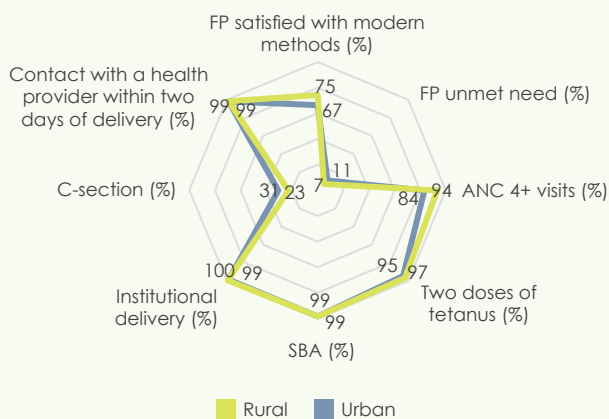 FP satisfied with modern
methods (%)
75
67
FP unmet need (%)
11
7
ANC 4+ visits (%)
94
84
Two doses of
tetanus (%)
95
97
SBA (%)
99
99
Institutional
delivery (%)
100
99
C-section (%)
31
23
Contact with a health
provider within two
days of delivery (%)
99
99
Rural
Urban